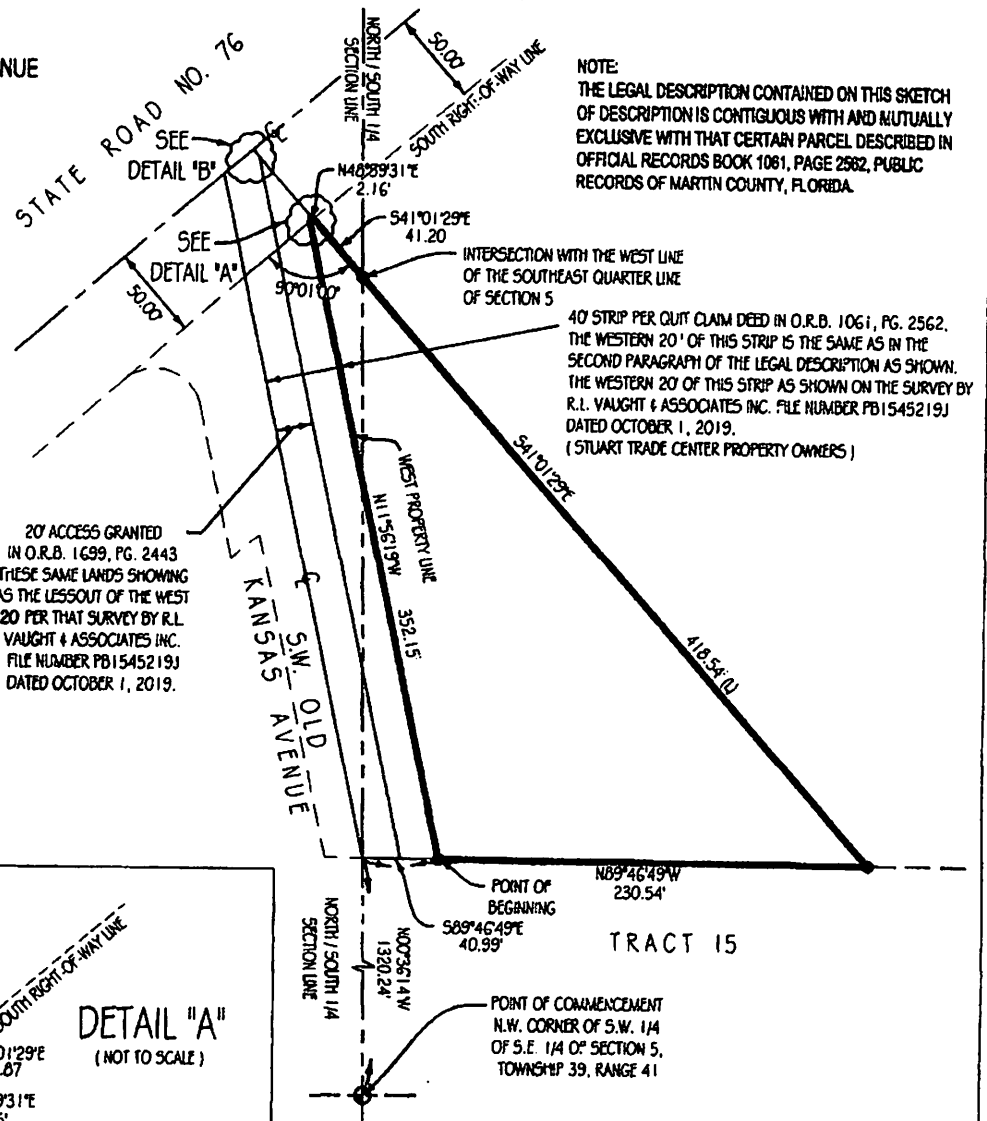 NUE
STATE ROAD NO. 76
NORTH / SOUTH 1/4
SECTION LINE
50.00'
SOUTH RIGHT-OF-WAY LINE
NOTE:
THE LEGAL DESCRIPTION CONTAINED ON THIS SKETCH
OF DESCRIPTION IS CONTIGUOUS WITH AND MUTUALLY
EXCLUSIVE WITH THAT CERTAIN PARCEL DESCRIBED IN
OFFICIAL RECORDS BOOK 1061, PAGE 2562, PUBLIC
RECORDS OF MARTIN COUNTY, FLORIDA.
SEE
DETAIL "B"
N48°59'31"E
2.16'
SEE
DETAIL "A"
S41°01'29"E
41.20
50.00'
90°01'00"
INTERSECTION WITH THE WEST LINE
OF THE SOUTHEAST QUARTER LINE
OF SECTION 5
40' STRIP PER QUIT CLAIM DEED IN O.R.B. 1061, PG. 2562.
THE WESTERN 20' OF THIS STRIP IS THE SAME AS IN THE
SECOND PARAGRAPH OF THE LEGAL DESCRIPTION AS SHOWN.
THE WESTERN 20' OF THIS STRIP AS SHOWN ON THE SURVEY BY
R.L. VAUGHT & ASSOCIATES INC. FILE NUMBER PB1545219J
DATED OCTOBER 1, 2019.
( STUART TRADE CENTER PROPERTY OWNERS )
S41°01'29"E
418.54' (L)
WEST PROPERTY LINE
N11°56'19"W
352.15'
20' ACCESS GRANTED
IN O.R.B. 1699, PG. 2443
THESE SAME LANDS SHOWING
AS THE LESSOUT OF THE WEST
20 PER THAT SURVEY BY R.L.
VAUGHT & ASSOCIATES INC.
FILE NUMBER PB1545219J
DATED OCTOBER 1, 2019.
S.W. OLD
KANSAS AVENUE
POINT OF
BEGINNING
N89°46'49"W
230.54'
S89°46'49"E
40.99'
TRACT 15
NORTH / SOUTH 1/4
SECTION LINE
N00°36'14"W
1320.24'
POINT OF COMMENCEMENT
N.W. CORNER OF S.W. 1/4
OF S.E. 1/4 OF SECTION 5,
TOWNSHIP 39, RANGE 41
SOUTH RIGHT-OF-WAY LINE
DETAIL "A"
( NOT TO SCALE )
01'29"E
.87
9'31"E